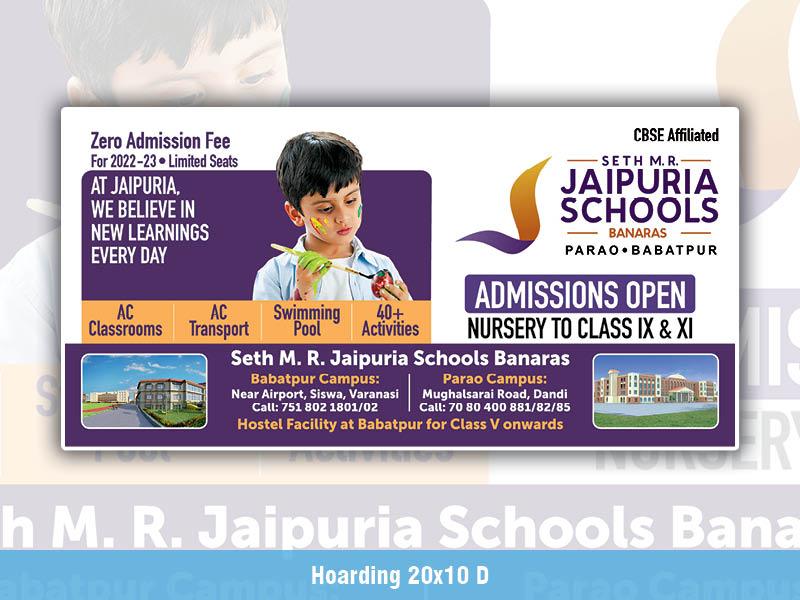 Zero Admission Fee
For 2022-23 • Limited Seats
AT JAIPURIA,
WE BELIEVE IN
NEW LEARNINGS
EVERY DAY
AC
Classrooms
AC
Transport
Swimming
Pool
40+
Activities
CBSE Affiliated
SETH M.R.
JAIPURIA
SCHOOLS
BANARAS
PARAO • BABATPUR
ADMISSIONS OPEN
NURSERY TO CLASS IX & XI
Seth M. R. Jaipuria Schools Banaras
Babatpur Campus:
Near Airport, Siswa, Varanasi
Call: 751 802 1801/02
Parao Campus:
Mughalsarai Road, Dandi
Call: 70 80 400 881/82/85
Hostel Facility at Babatpur for Class V onwards
Hoarding 20x10 D